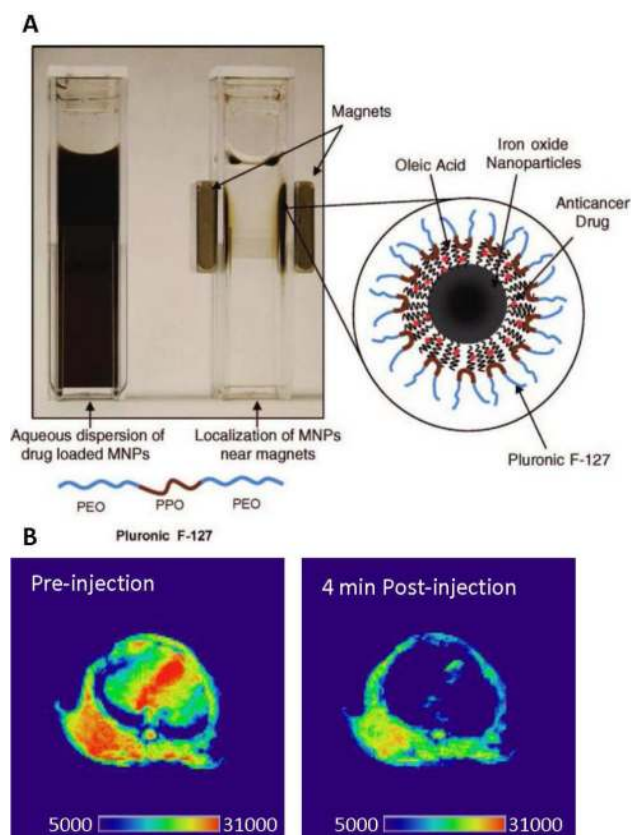 A
Magnets
Iron oxide
Nanoparticles
Oleic Acid
Anticancer
Drug
Aqueous dispersion of
drug loaded MNPs
Localization of MNPs
near magnets
Pluronic F-127
PEO
PPO
PEO
Pluronic F-127
B
Pre-injection
4 min Post-injection
5000
31000
5000
31000